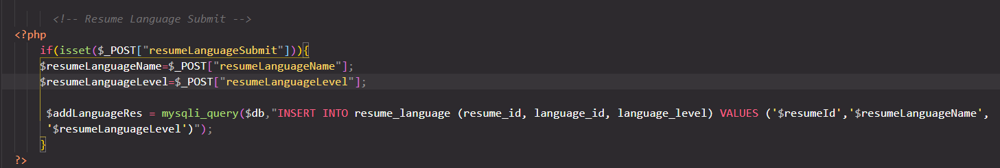 <!-- Resume Language Submit -->
<?php
if(isset($_POST["resumeLanguageSubmit"])){
$resumeLanguageName=$_POST["resumeLanguageName"];
$resumeLanguageLevel=$_POST["resumeLanguageLevel"];
$addLanguageRes = mysqli_query($db,"INSERT INTO resume_language (resume_id, language_id, language_level) VALUES ('$resumeId','$resumeLanguageName',
'$resumeLanguageLevel')");
}
?>